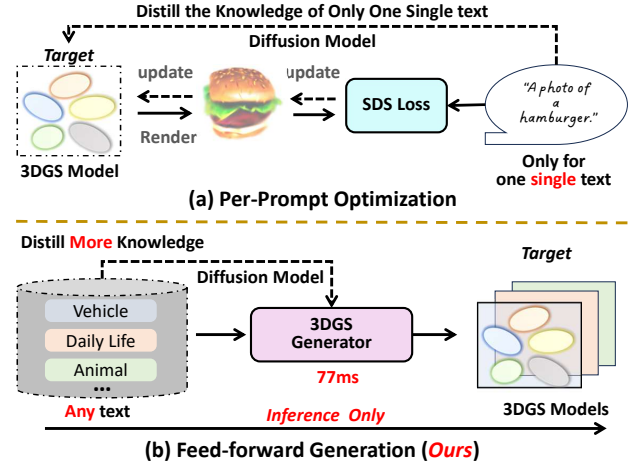 Distill the Knowledge of Only One Single text
Diffusion Model
Target
update
update
Render
SDS Loss
"A photo of
a
hamburger."
3DGS Model
Only for
one single text
(a) Per-Prompt Optimization
Distill More Knowledge
Target
Diffusion Model
Vehicle
Daily Life
Animal
...
3DGS
Generator
77ms
Any text
Inference Only
3DGS Models
(b) Feed-forward Generation (Ours)